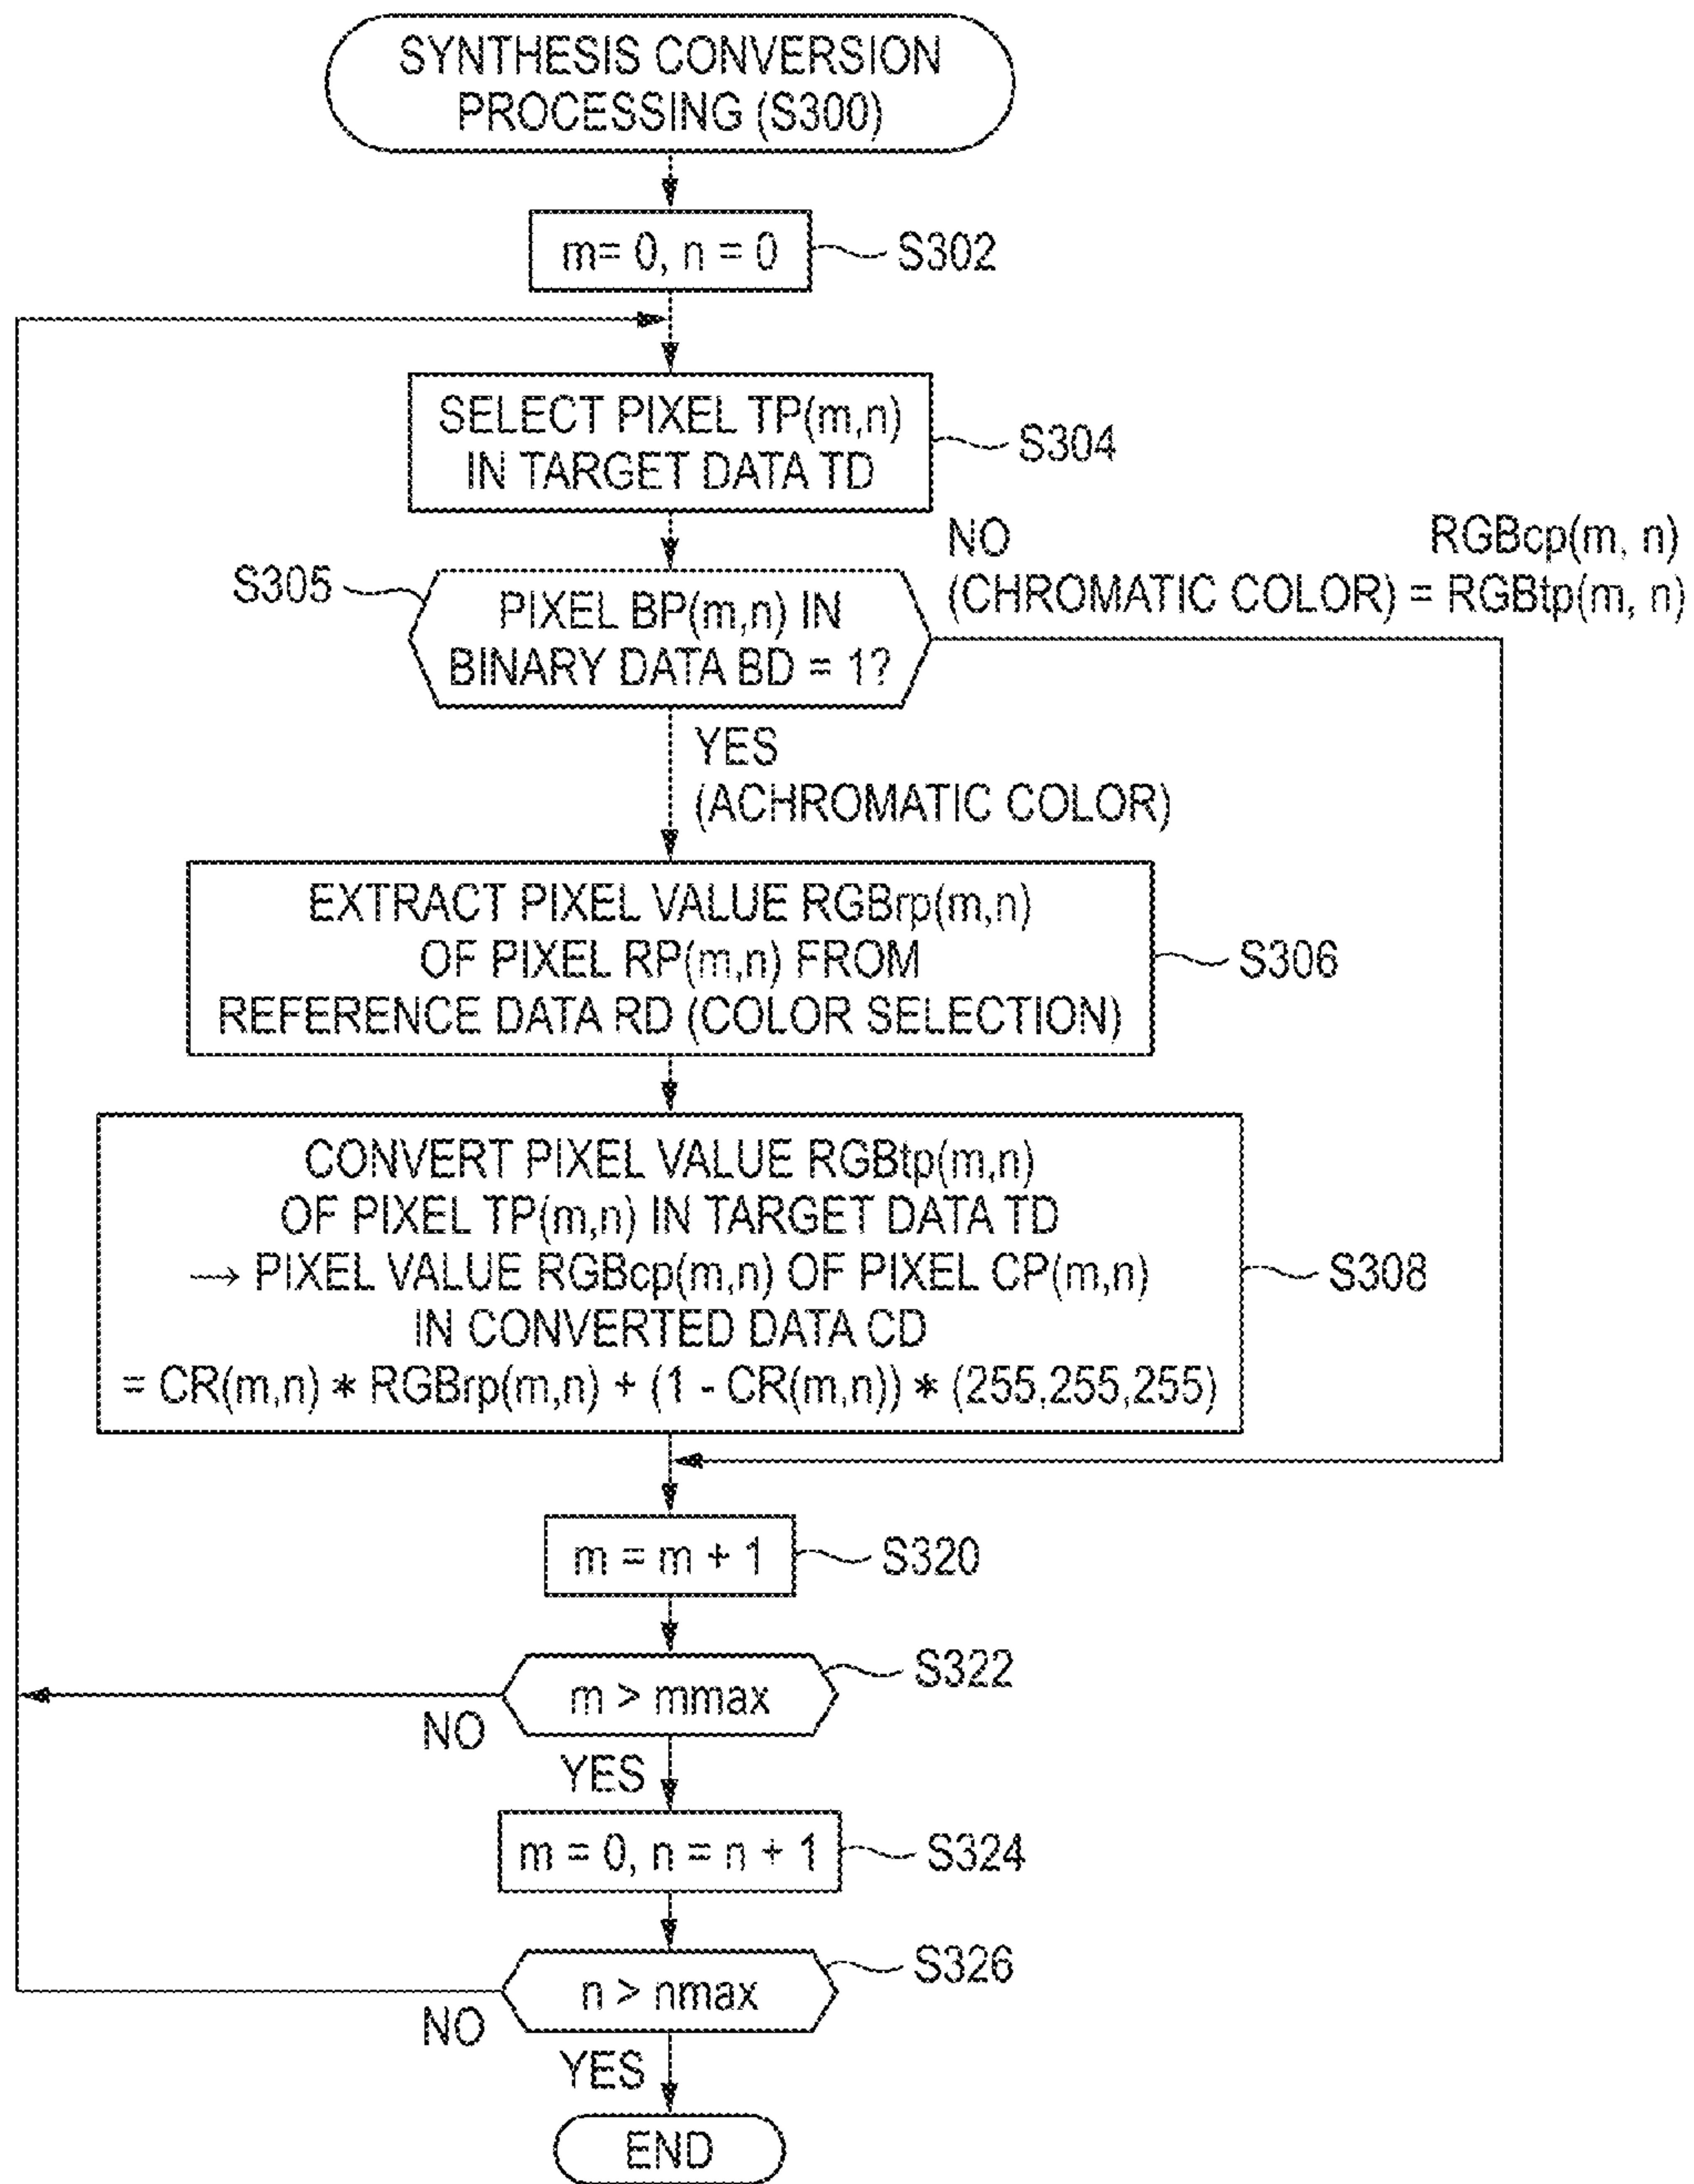 SYNTHESIS CONVERSION
PROCESSING (S300)
m= 0, n = 0
S302
SELECT PIXEL TP(m,n)
IN TARGET DATA TD
S304
NO
(CHROMATIC COLOR)
RGBcp(m, n)
= RGBtp(m, n)
S305
PIXEL BP(m,n) IN
BINARY DATA BD = 1?
YES
(ACHROMATIC COLOR)
EXTRACT PIXEL VALUE RGBrp(m,n)
OF PIXEL RP(m,n) FROM
REFERENCE DATA RD (COLOR SELECTION)
S306
CONVERT PIXEL VALUE RGBtp(m,n)
OF PIXEL TP(m,n) IN TARGET DATA TD
→ PIXEL VALUE RGBcp(m,n) OF PIXEL CP(m,n)
IN CONVERTED DATA CD
= CR(m,n) * RGBrp(m,n) + (1 - CR(m,n)) * (255,255,255)
S308
m = m + 1
S320
m > mmax
S322
NO
YES
m = 0, n = n + 1
S324
n > nmax
S326
NO
YES
END